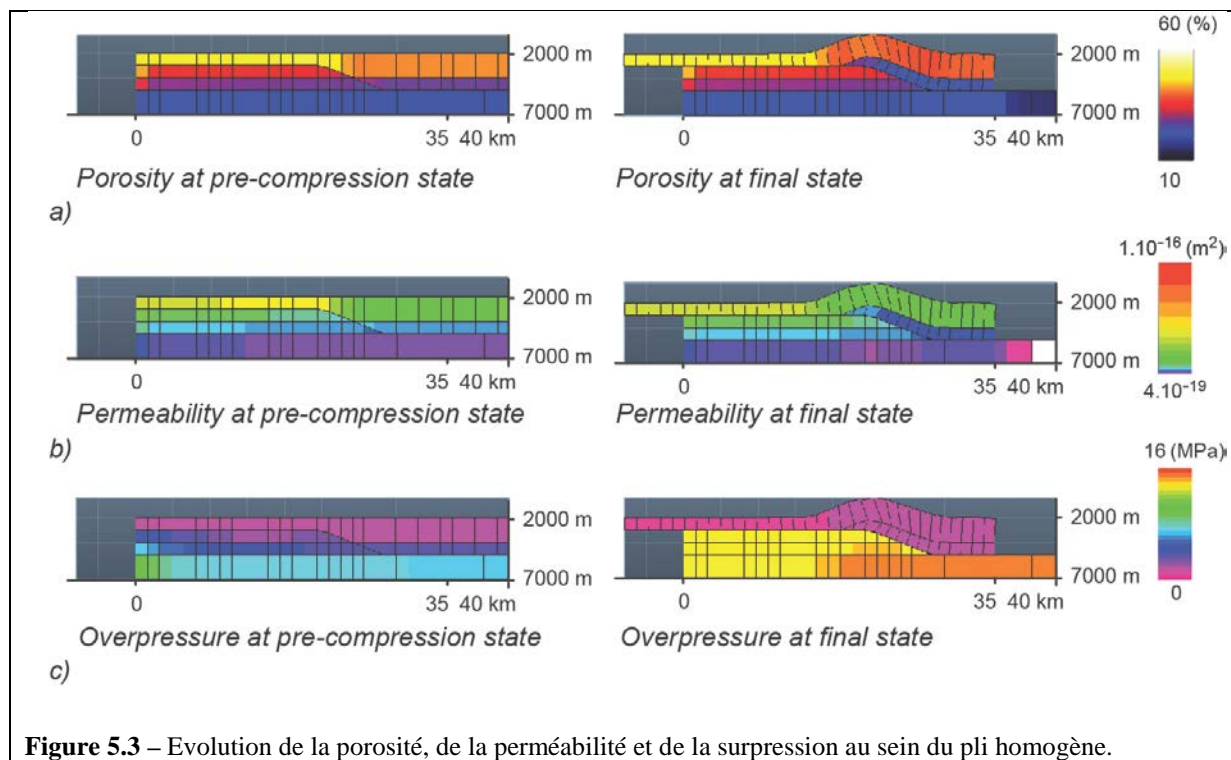 60 (%)
2000 m
2000 m
7000 m
7000 m
0 35 40 km
0 35 40 km
10
Porosity at pre-compression state
Porosity at final state
a)
1.10⁻¹⁶ (m²)
2000 m
2000 m
7000 m
7000 m
4.10⁻¹⁹
0 35 40 km
0 35 40 km
Permeability at pre-compression state
Permeability at final state
b)
16 (MPa)
2000 m
2000 m
7000 m
7000 m
0
0 35 40 km
0 35 40 km
Overpressure at pre-compression state
Overpressure at final state
c)
Figure 5.3 – Evolution de la porosité, de la perméabilité et de la surpression au sein du pli homogène.